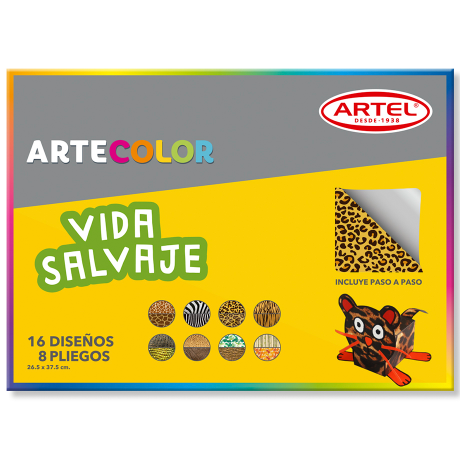 ARTEL
DESDE-1938
ARTECOLOR
VIDA
SALVAJE
INCLUYE PASO A PASO
16 DISEÑOS
8 PLIEGOS
26.5 x 37.5 cm.